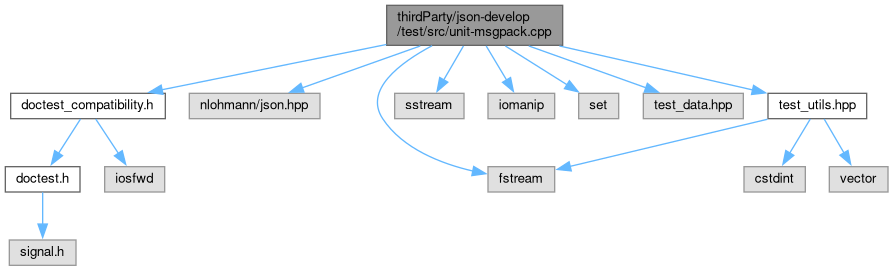 thirdParty/json-develop
/test/src/unit-msgpack.cpp
doctest_compatibility.h
nlohmann/json.hpp
sstream
iomanip
set
test_data.hpp
test_utils.hpp
doctest.h
iosfwd
fstream
cstdint
vector
signal.h